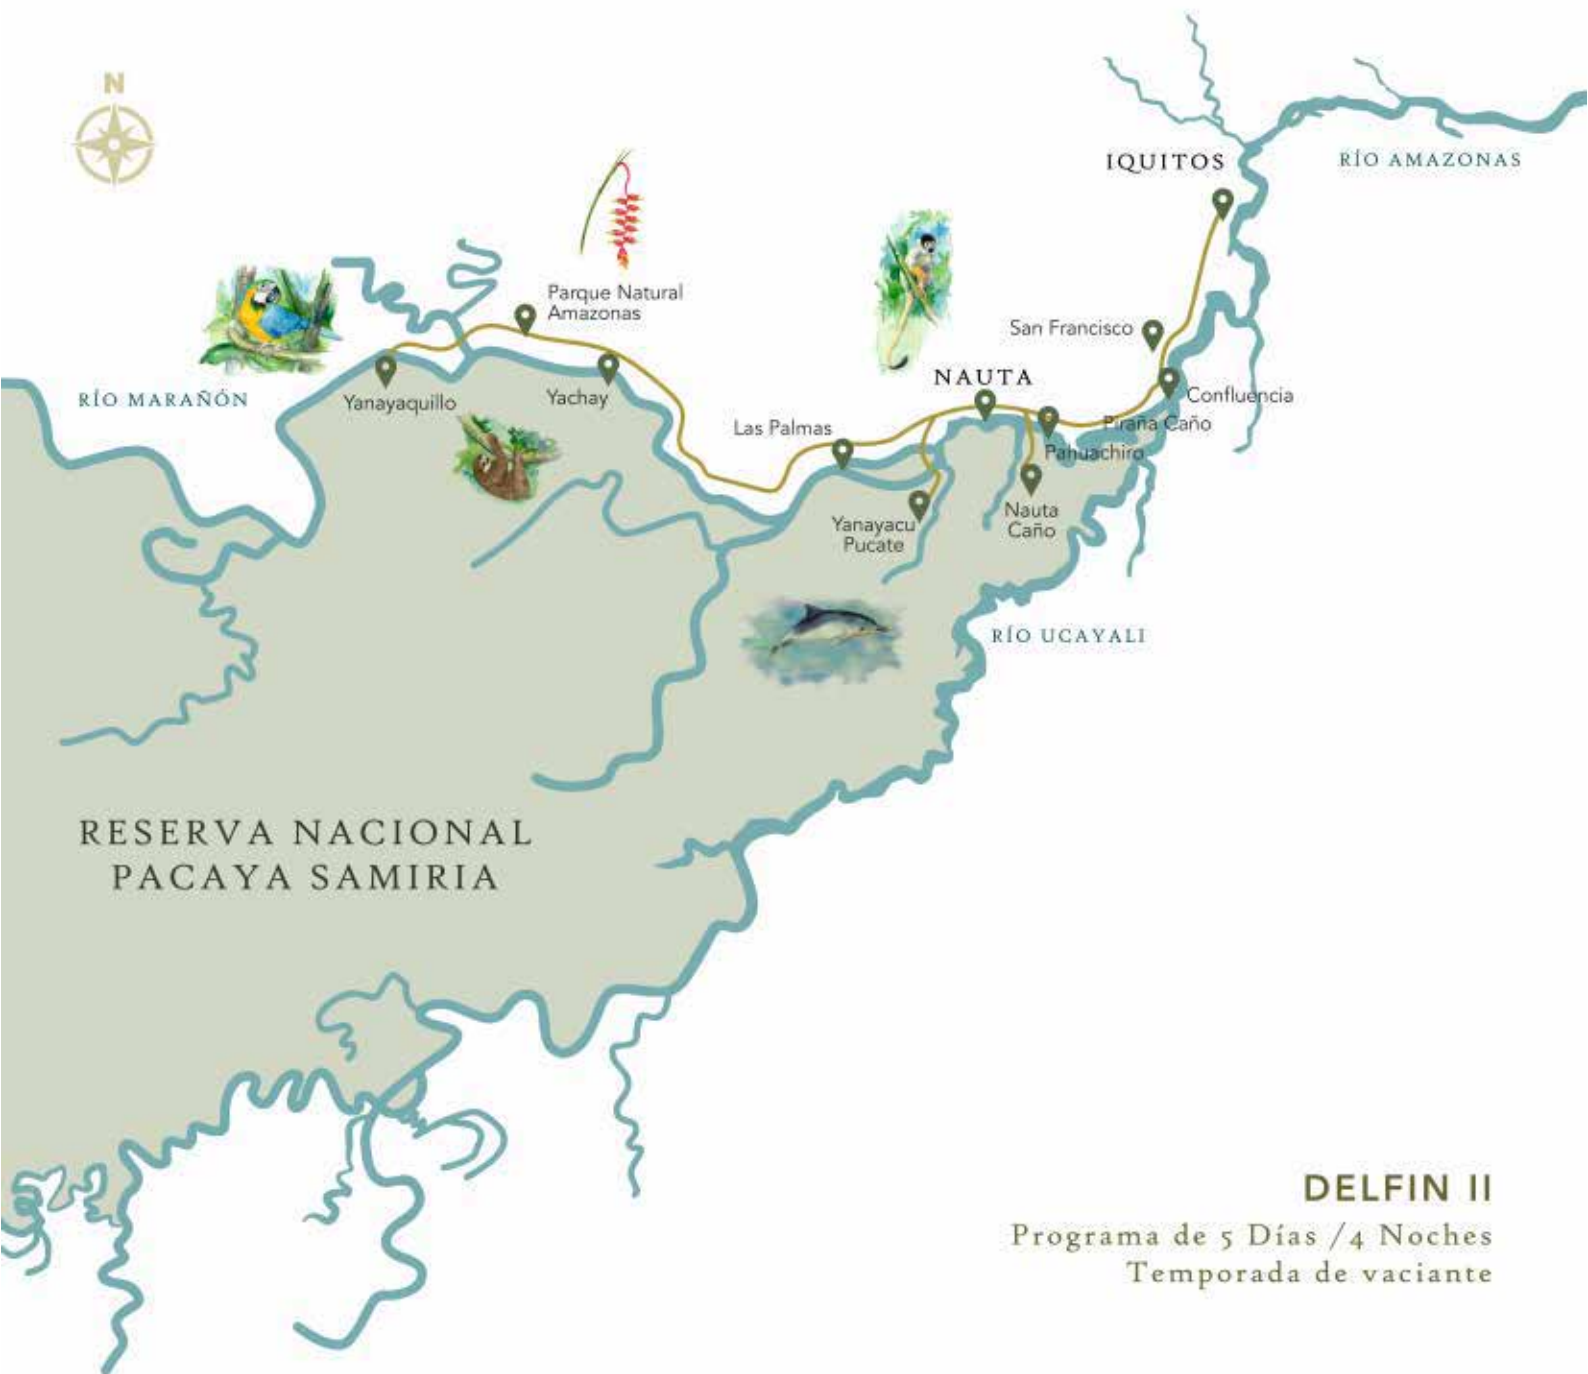 N
IQUITOS
RÍO AMAZONAS
Parque Natural
Amazonas
San Francisco
NAUTA
RÍO MARAÑÓN
Yanayaquillo
Yachay
Confluencia
Las Palmas
Piraña Caño
Pahuachiro
Yanayacu
Pucate
Nauta
Caño
RÍO UCAYALI
RESERVA NACIONAL
PACAYA SAMIRIA
DELFIN II
Programa de 5 Días /4 Noches
Temporada de vaciante